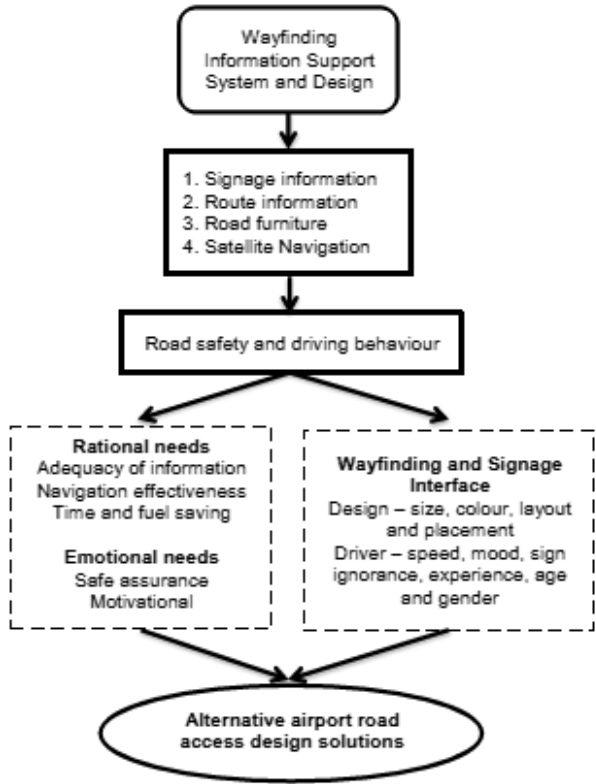 Wayfinding
Information Support
System and Design
1. Signage information
2. Route information
3. Road furniture
4. Satellite Navigation
Road safety and driving behaviour
Rational needs
Adequacy of information
Navigation effectiveness
Time and fuel saving
Emotional needs
Safe assurance
Motivational
Wayfinding and Signage
Interface
Design – size, colour, layout
and placement
Driver – speed, mood, sign
ignorance, experience, age
and gender
Alternative airport road
access design solutions